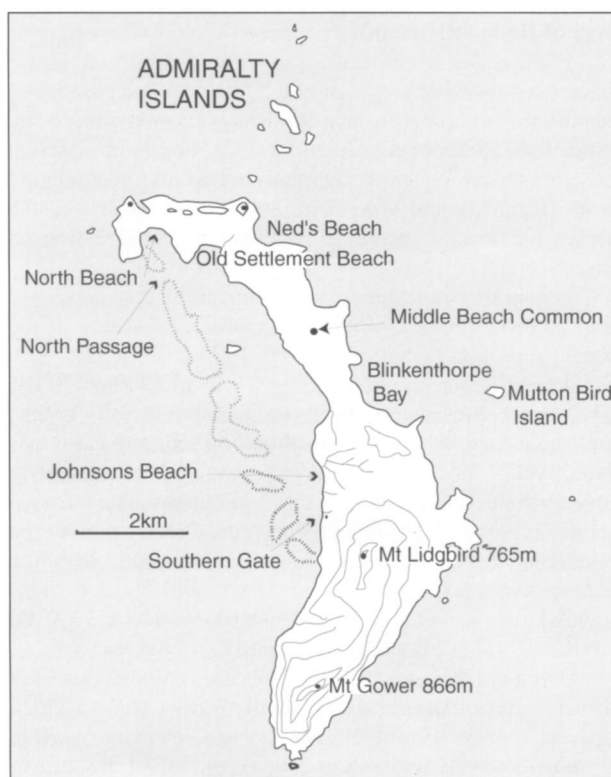 ADMIRALTY
ISLANDS
Ned's Beach
Old Settlement Beach
North Beach
Middle Beach Common
North Passage
Blinkenthorpe
Bay
Mutton Bird
Island
Johnsons Beach
2km
Southern Gate
Mt Lidgbird 765m
Mt Gower 866m